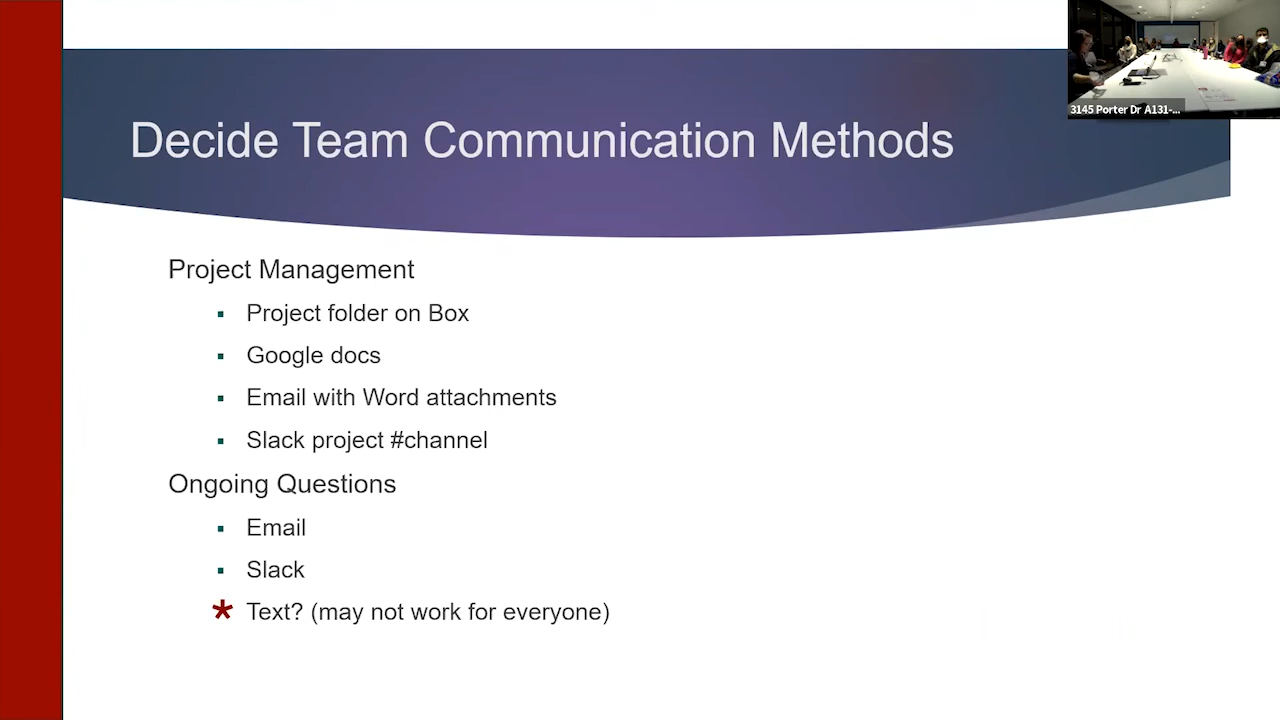 3145 Porter Dr A131-...
Decide Team Communication Methods
Project Management
▪ Project folder on Box
▪ Google docs
▪ Email with Word attachments
▪ Slack project #channel
Ongoing Questions
▪ Email
▪ Slack
* Text? (may not work for everyone)